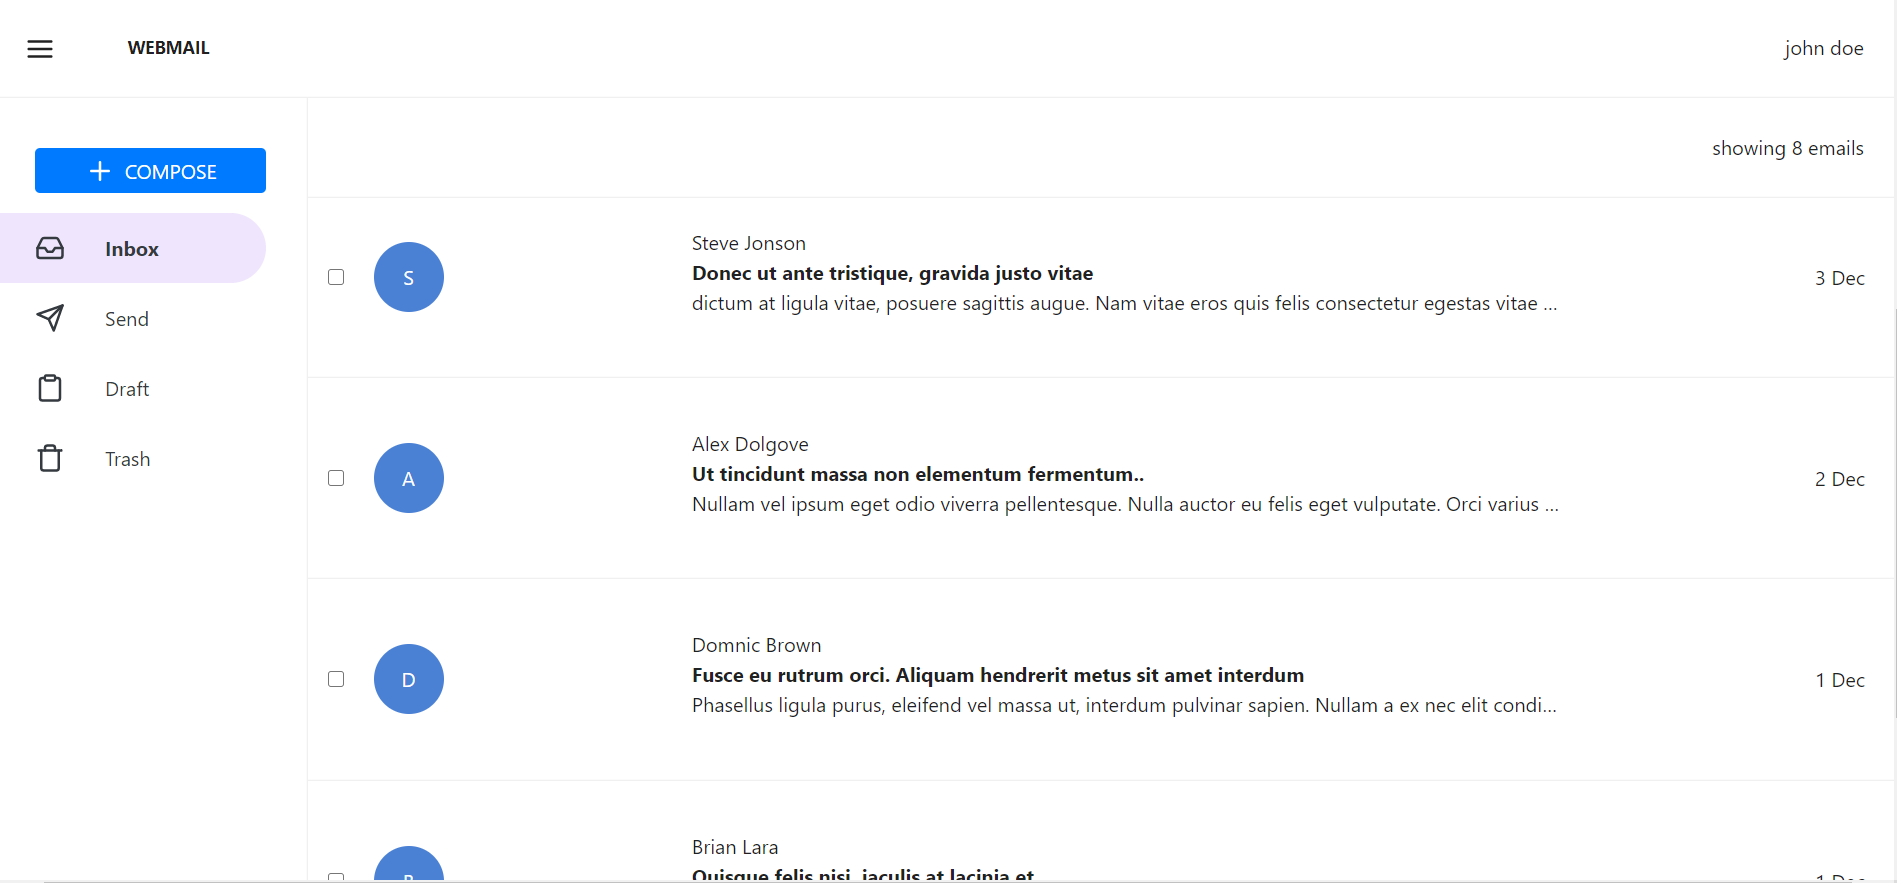 WEBMAIL
john doe
COMPOSE
showing 8 emails
Inbox
Send
Draft
Trash
S
Steve Jonson
Donec ut ante tristique, gravida justo vitae
dictum at ligula vitae, posuere sagittis augue. Nam vitae eros quis felis consectetur egestas vitae ...
3 Dec
A
Alex Dolgove
Ut tincidunt massa non elementum fermentum..
Nullam vel ipsum eget odio viverra pellentesque. Nulla auctor eu felis eget vulputate. Orci varius ...
2 Dec
D
Domnic Brown
Fusce eu rutrum orci. Aliquam hendrerit metus sit amet interdum
Phasellus ligula purus, eleifend vel massa ut, interdum pulvinar sapien. Nullam a ex nec elit condi...
1 Dec
B
Brian Lara
Quisque felis nisi, iaculis at lacinia et
1 Dec